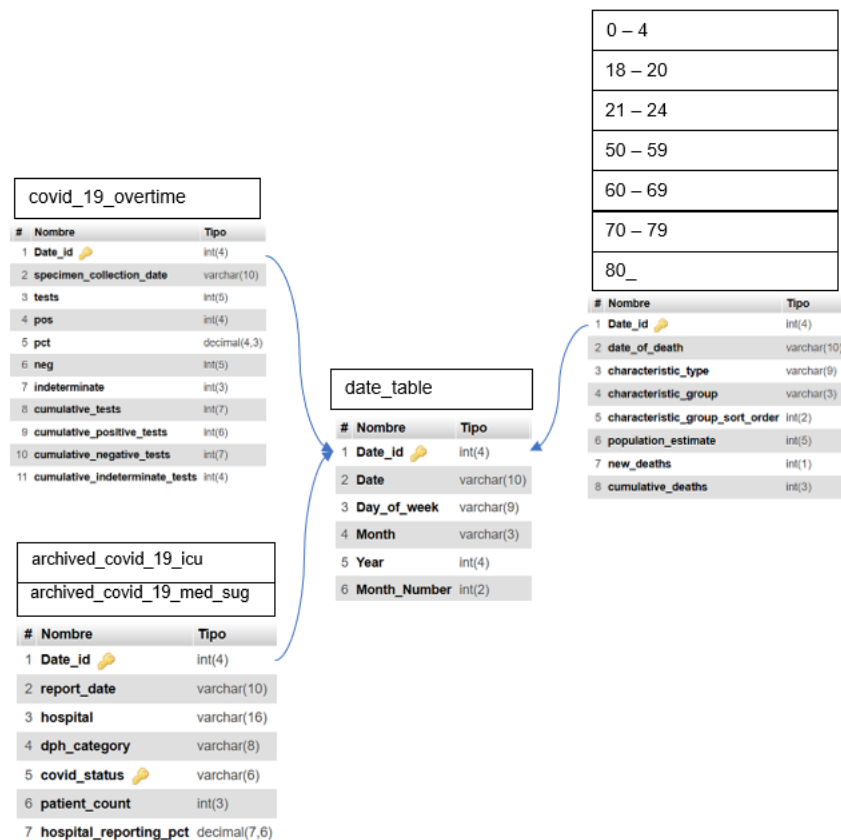 covid_19_overtime
# Nombre Tipo
1 Date_id int(4)
2 specimen_collection_date varchar(10)
3 tests int(5)
4 pos int(4)
5 pct decimal(4,3)
6 neg int(5)
7 indeterminate int(3)
8 cumulative_tests int(7)
9 cumulative_positive_tests int(6)
10 cumulative_negative_tests int(7)
11 cumulative_indeterminate_tests int(4)
archived_covid_19_icu
archived_covid_19_med_sug
# Nombre Tipo
1 Date_id int(4)
2 report_date varchar(10)
3 hospital varchar(16)
4 dph_category varchar(8)
5 covid_status varchar(6)
6 patient_count int(3)
7 hospital_reporting_pct decimal(7,6)
date_table
# Nombre Tipo
1 Date_id int(4)
2 Date varchar(10)
3 Day_of_week varchar(9)
4 Month varchar(3)
5 Year int(4)
6 Month_Number int(2)
0 – 4
18 – 20
21 – 24
50 – 59
60 – 69
70 – 79
80_
# Nombre Tipo
1 Date_id int(4)
2 date_of_death varchar(10)
3 characteristic_type varchar(9)
4 characteristic_group varchar(3)
5 characteristic_group_sort_order int(2)
6 population_estimate int(5)
7 new_deaths int(1)
8 cumulative_deaths int(3)